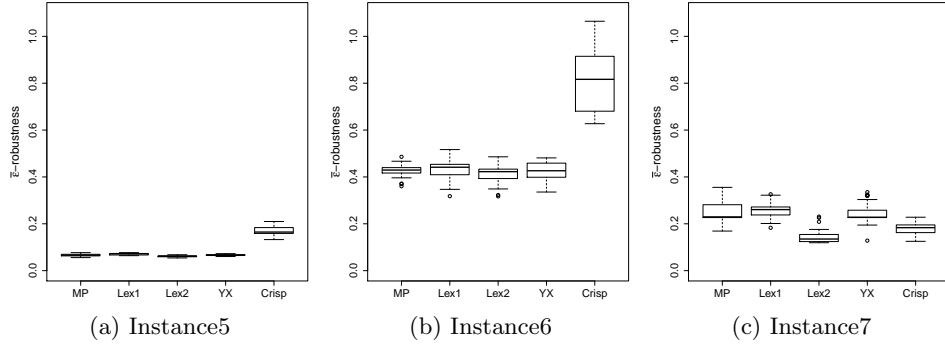 ε̅−robustness
0.0 0.2 0.4 0.6 0.8 1.0
MP Lex1 Lex2 YX Crisp
(a) Instance5
ε̅−robustness
0.0 0.2 0.4 0.6 0.8 1.0
MP Lex1 Lex2 YX Crisp
(b) Instance6
ε̅−robustness
0.0 0.2 0.4 0.6 0.8 1.0
MP Lex1 Lex2 YX Crisp
(c) Instance7